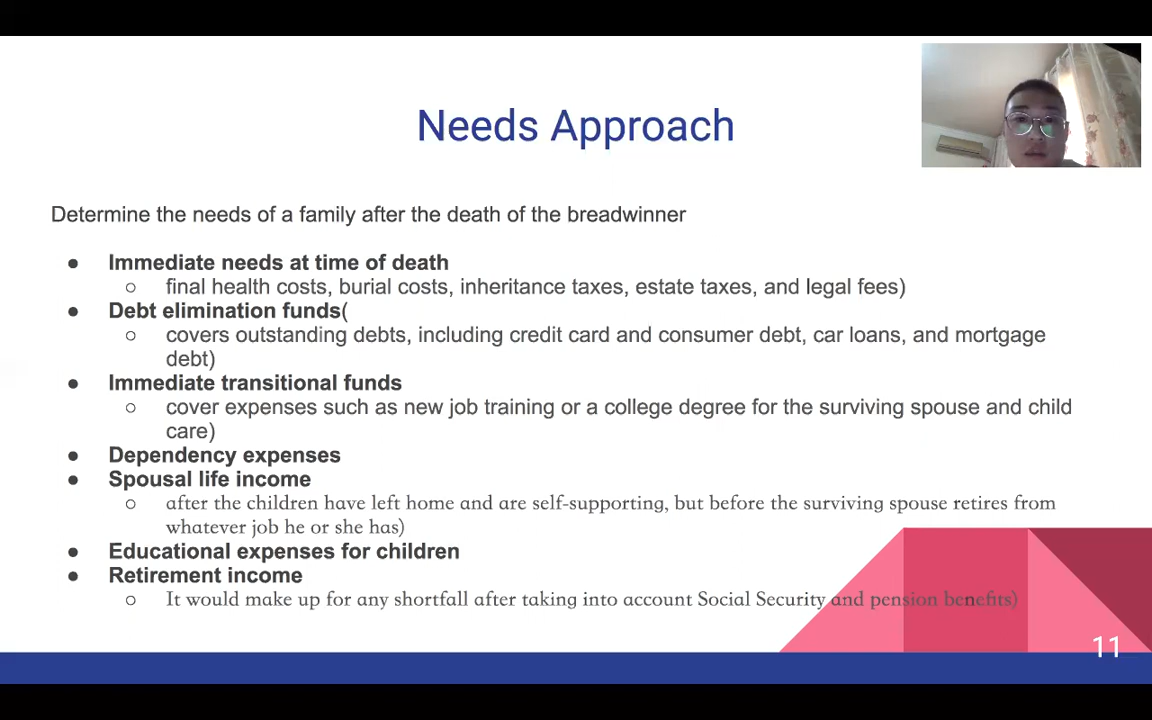 Needs Approach
Determine the needs of a family after the death of the breadwinner
● Immediate needs at time of death
○ final health costs, burial costs, inheritance taxes, estate taxes, and legal fees)
● Debt elimination funds(
○ covers outstanding debts, including credit card and consumer debt, car loans, and mortgage
debt)
● Immediate transitional funds
○ cover expenses such as new job training or a college degree for the surviving spouse and child
care)
● Dependency expenses
● Spousal life income
○ after the children have left home and are self-supporting, but before the surviving spouse retires from
whatever job he or she has)
● Educational expenses for children
● Retirement income
○ It would make up for any shortfall after taking into account Social Security and pension benefits)
11